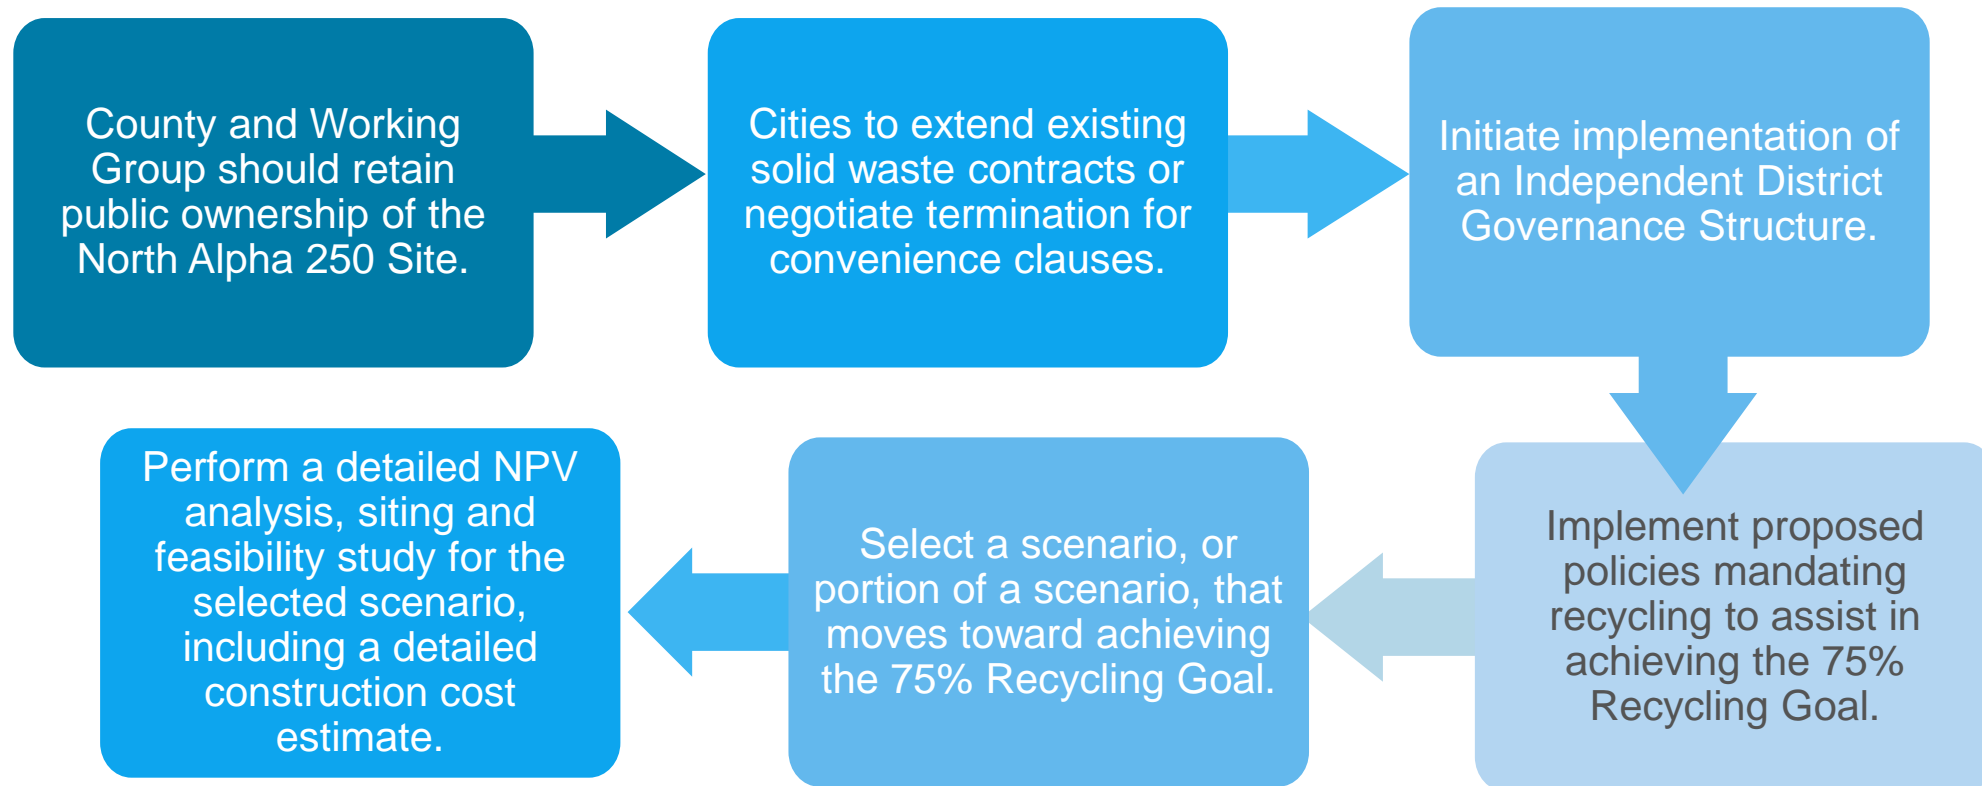 County and Working
Group should retain
public ownership of the
North Alpha 250 Site.
Cities to extend existing
solid waste contracts or
negotiate termination for
convenience clauses.
Initiate implementation of
an Independent District
Governance Structure.
Implement proposed
policies mandating
recycling to assist in
achieving the 75%
Recycling Goal.
Select a scenario, or
portion of a scenario, that
moves toward achieving
the 75% Recycling Goal.
Perform a detailed NPV
analysis, siting and
feasibility study for the
selected scenario,
including a detailed
construction cost
estimate.